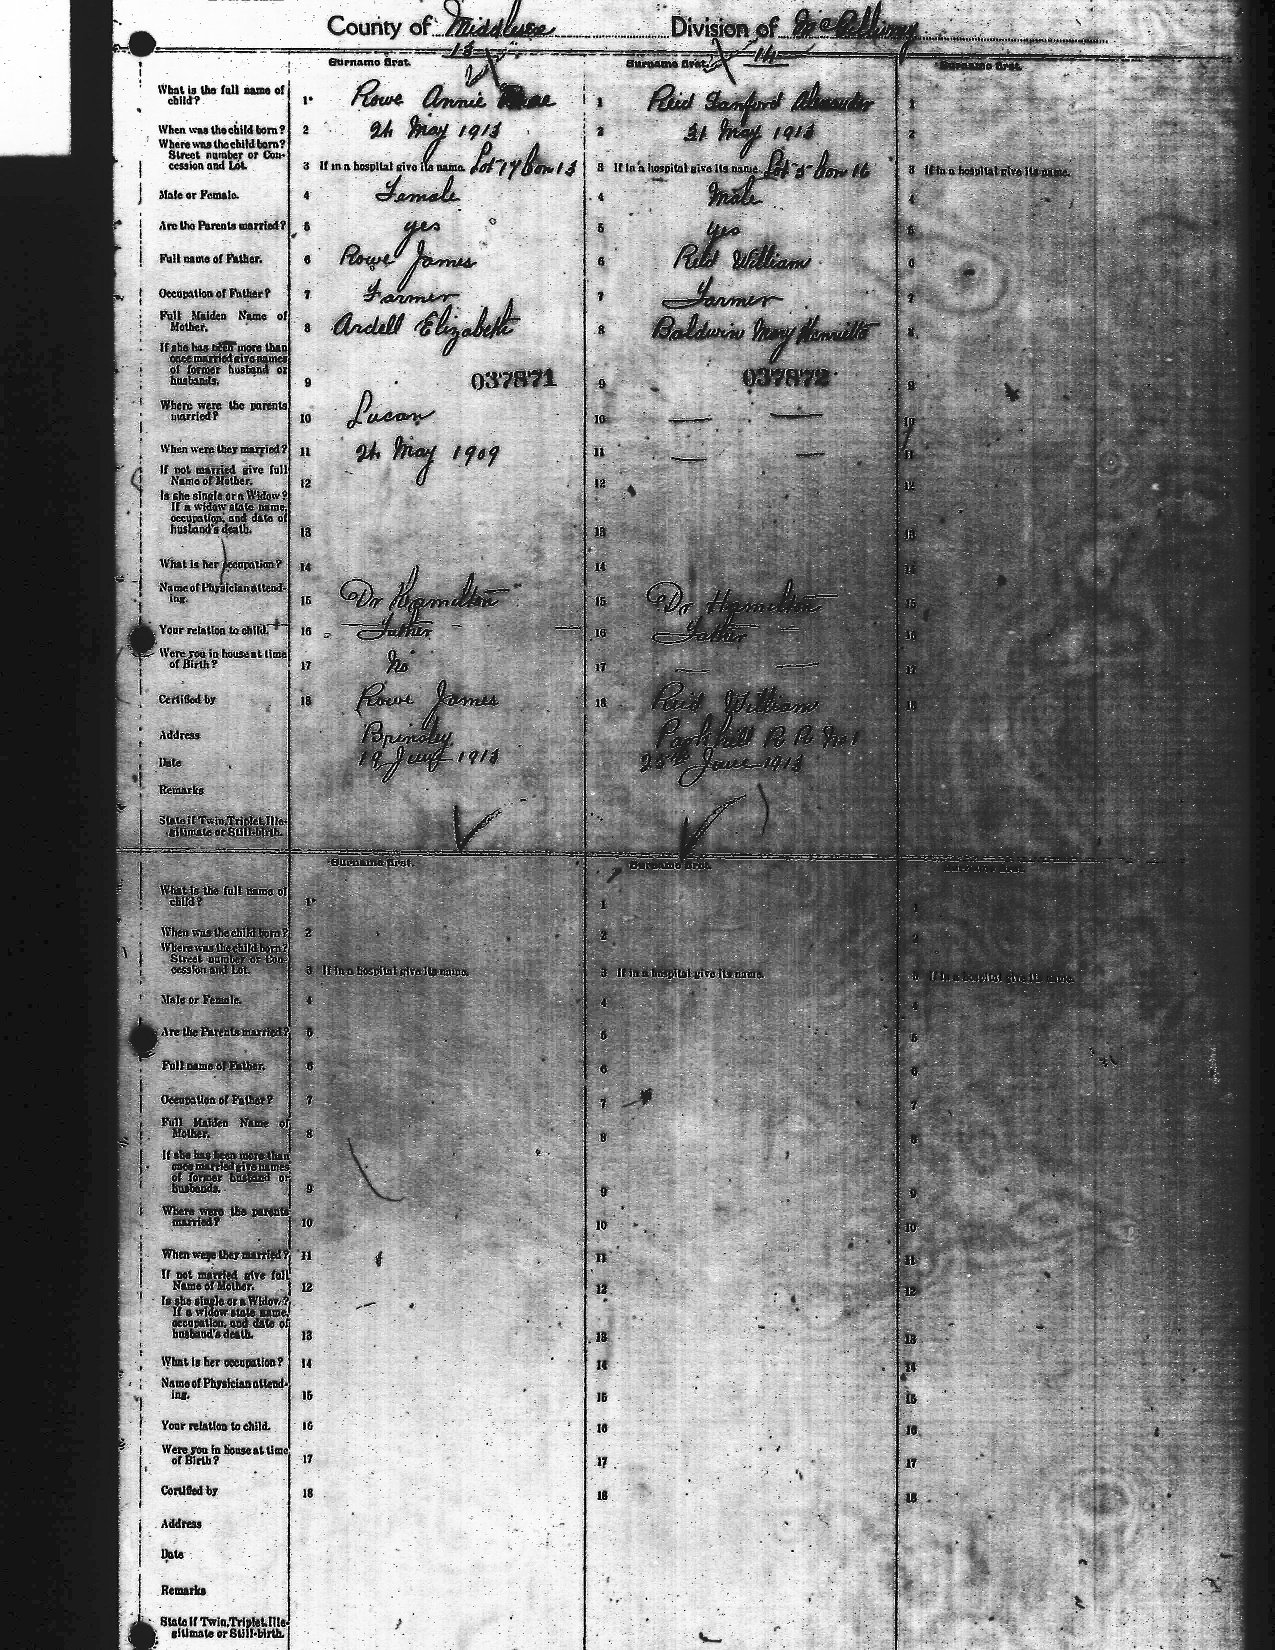 County of Middlesex Division of McGillivray
13 14
Surname first. Surname first. Surname first.
What is the full name of child? 1 Rowe Annie 1 Reid Sanford Alexander 1
When was the child born? 2 24 May 1913 2 31 May 1913 2
Where was the child born? Street number or Concession and Lot. 3 If in a hospital give its name. Lot 17 Con 13 3 If in a hospital give its name. Lot 5 Con 16 3 If in a hospital give its name.
Male or Female. 4 Female 4 Male 4
Are the Parents married? 5 yes 5 yes 5
Full name of Father. 6 Rowe James 6 Reid William 6
Occupation of Father? 7 Farmer 7 Farmer 7
Full Maiden Name of Mother. 8 Ardell Elizabeth 8 Baldwin Mary Henrietta 8
If she has been more than once married give names of former husband or husbands. 9 037871 9 037872 9
Where were the parents married? 10 Lucan 10 — — 10
When were they married? 11 24 May 1909 11 — — 11
If not married give full Name of Mother. 12 12 12
Is she single or a Widow? If a widow state name, occupation, and date of husband's death. 13 13 13
What is her occupation? 14 14 14
Name of Physician attending. 15 Dr Hamilton 15 Dr Hamilton 15
Your relation to child. 16 Father 16 Father 16
Were you in house at time of Birth? 17 No 17 — — 17
Certified by 18 Rowe James 18 Reid William 18
Address Brinsley Parkhill R R No 1
Date 19 June 1913 25th June 1913
Remarks
State if Twin, Triplet, Illegitimate or Still-birth.
Surname first. Surname first. Surname first.
What is the full name of child? 1 1 1
When was the child born? 2 2 2
Where was the child born? Street number or Concession and Lot. 3 If in a hospital give its name. 3 If in a hospital give its name. 3 If in a hospital give its name.
Male or Female. 4 4 4
Are the Parents married? 5 5 5
Full name of Father. 6 6 6
Occupation of Father? 7 7 7
Full Maiden Name of Mother. 8 8 8
If she has been more than once married give names of former husband or husbands. 9 9 9
Where were the parents married? 10 10 10
When were they married? 11 11 11
If not married give full Name of Mother. 12 12 12
Is she single or a Widow? If a widow state name, occupation, and date of husband's death. 13 13 13
What is her occupation? 14 14 14
Name of Physician attending. 15 15 15
Your relation to child. 16 16 16
Were you in house at time of Birth? 17 17 17
Certified by 18 18 18
Address
Date
Remarks
State if Twin, Triplet, Illegitimate or Still-birth.